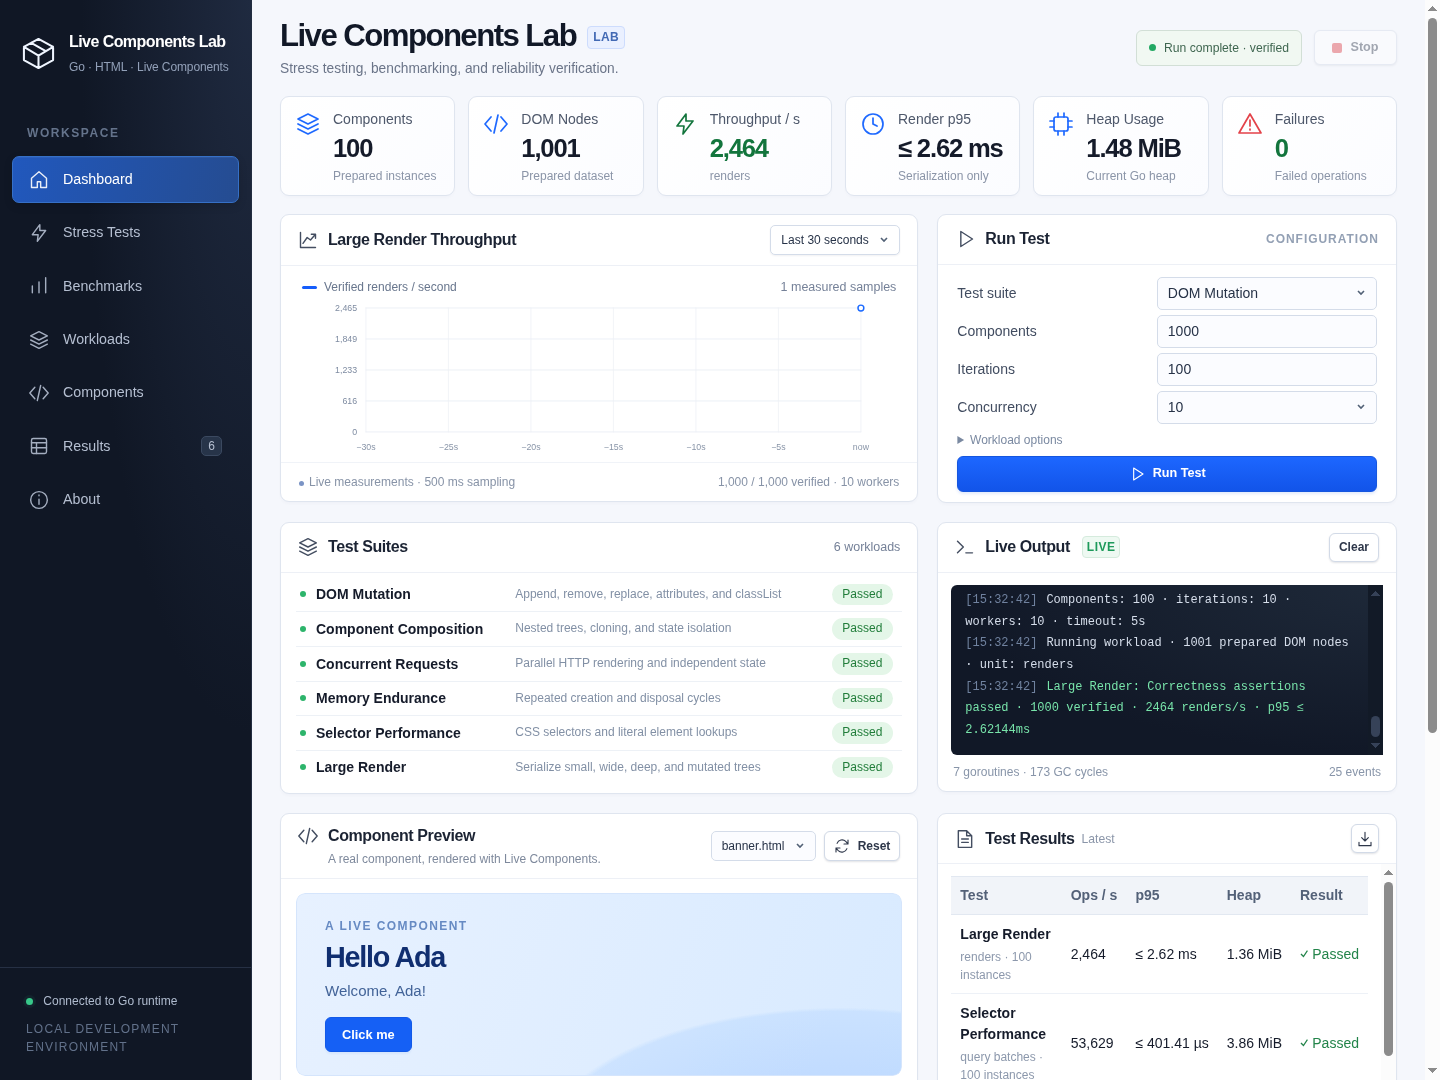 Live Components Lab
Go · HTML · Live Components
WORKSPACE
Dashboard
Stress Tests
Benchmarks
Workloads
Components
Results 6
About
Connected to Go runtime
LOCAL DEVELOPMENT
ENVIRONMENT
Live Components Lab LAB
Stress testing, benchmarking, and reliability verification.
Run complete · verified
Stop
Components
100
Prepared instances
DOM Nodes
1,001
Prepared dataset
Throughput / s
2,464
renders
Render p95
≤ 2.62 ms
Serialization only
Heap Usage
1.48 MiB
Current Go heap
Failures
0
Failed operations
Large Render Throughput
Last 30 seconds
Verified renders / second
1 measured samples
2,465
1,849
1,233
616
0
−30s −25s −20s −15s −10s −5s now
Live measurements · 500 ms sampling
1,000 / 1,000 verified · 10 workers
Run Test
CONFIGURATION
Test suite DOM Mutation
Components 1000
Iterations 100
Concurrency 10
Workload options
Run Test
Test Suites
6 workloads
DOM Mutation Append, remove, replace, attributes, and classList Passed
Component Composition Nested trees, cloning, and state isolation Passed
Concurrent Requests Parallel HTTP rendering and independent state Passed
Memory Endurance Repeated creation and disposal cycles Passed
Selector Performance CSS selectors and literal element lookups Passed
Large Render Serialize small, wide, deep, and mutated trees Passed
Live Output LIVE
Clear
[15:32:42] Components: 100 · iterations: 10 ·
workers: 10 · timeout: 5s
[15:32:42] Running workload · 1001 prepared DOM nodes
· unit: renders
[15:32:42] Large Render: Correctness assertions
passed · 1000 verified · 2464 renders/s · p95 ≤
2.62144ms
7 goroutines · 173 GC cycles
25 events
Component Preview
A real component, rendered with Live Components.
banner.html
Reset
A LIVE COMPONENT
Hello Ada
Welcome, Ada!
Click me
Test Results Latest
Test Ops / s p95 Heap Result
Large Render
renders · 100
instances
2,464 ≤ 2.62 ms 1.36 MiB ✓ Passed
Selector
Performance
query batches ·
100 instances
53,629 ≤ 401.41 µs 3.86 MiB ✓ Passed